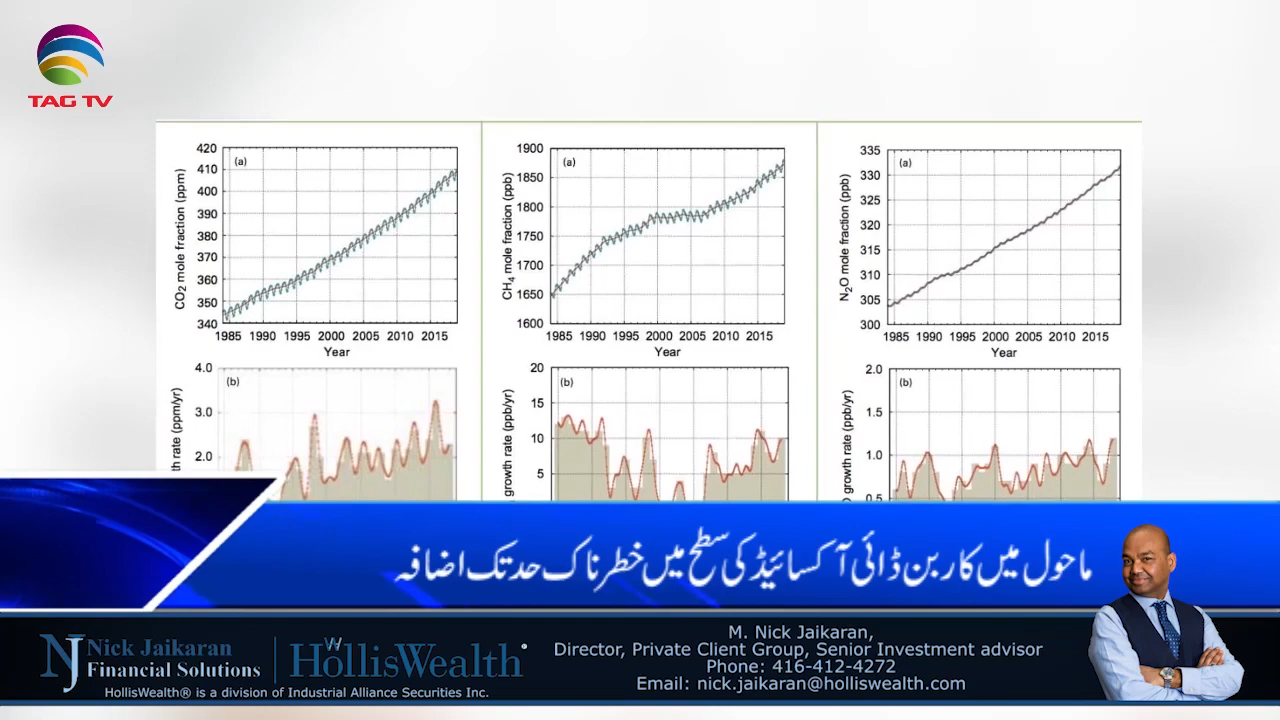 TAG TV
420
410
400
390
380
370
360
350
340
(a)
CO2 mole fraction (ppm)
1985 1990 1995 2000 2005 2010 2015
Year
1900
1850
1800
1750
1700
1650
1600
(a)
CH4 mole fraction (ppb)
1985 1990 1995 2000 2005 2010 2015
Year
335
330
325
320
315
310
305
300
(a)
N2O mole fraction (ppb)
1985 1990 1995 2000 2005 2010 2015
Year
4.0
3.0
2.0
(b)
rate (ppm/yr)
20
15
10
5
(b)
growth rate (ppb/yr)
2.0
1.5
1.0
0.5
(b)
growth rate (ppb/yr)
ماحول میں کاربن ڈائی آکسائیڈ کی سطح میں خطرناک حد تک اضافہ
NJ Nick Jaikaran
Financial Solutions
HollisWealth
HollisWealth® is a division of Industrial Alliance Securities Inc.
M. Nick Jaikaran,
Director, Private Client Group, Senior Investment advisor
Phone: 416-412-4272
Email: nick.jaikaran@holliswealth.com